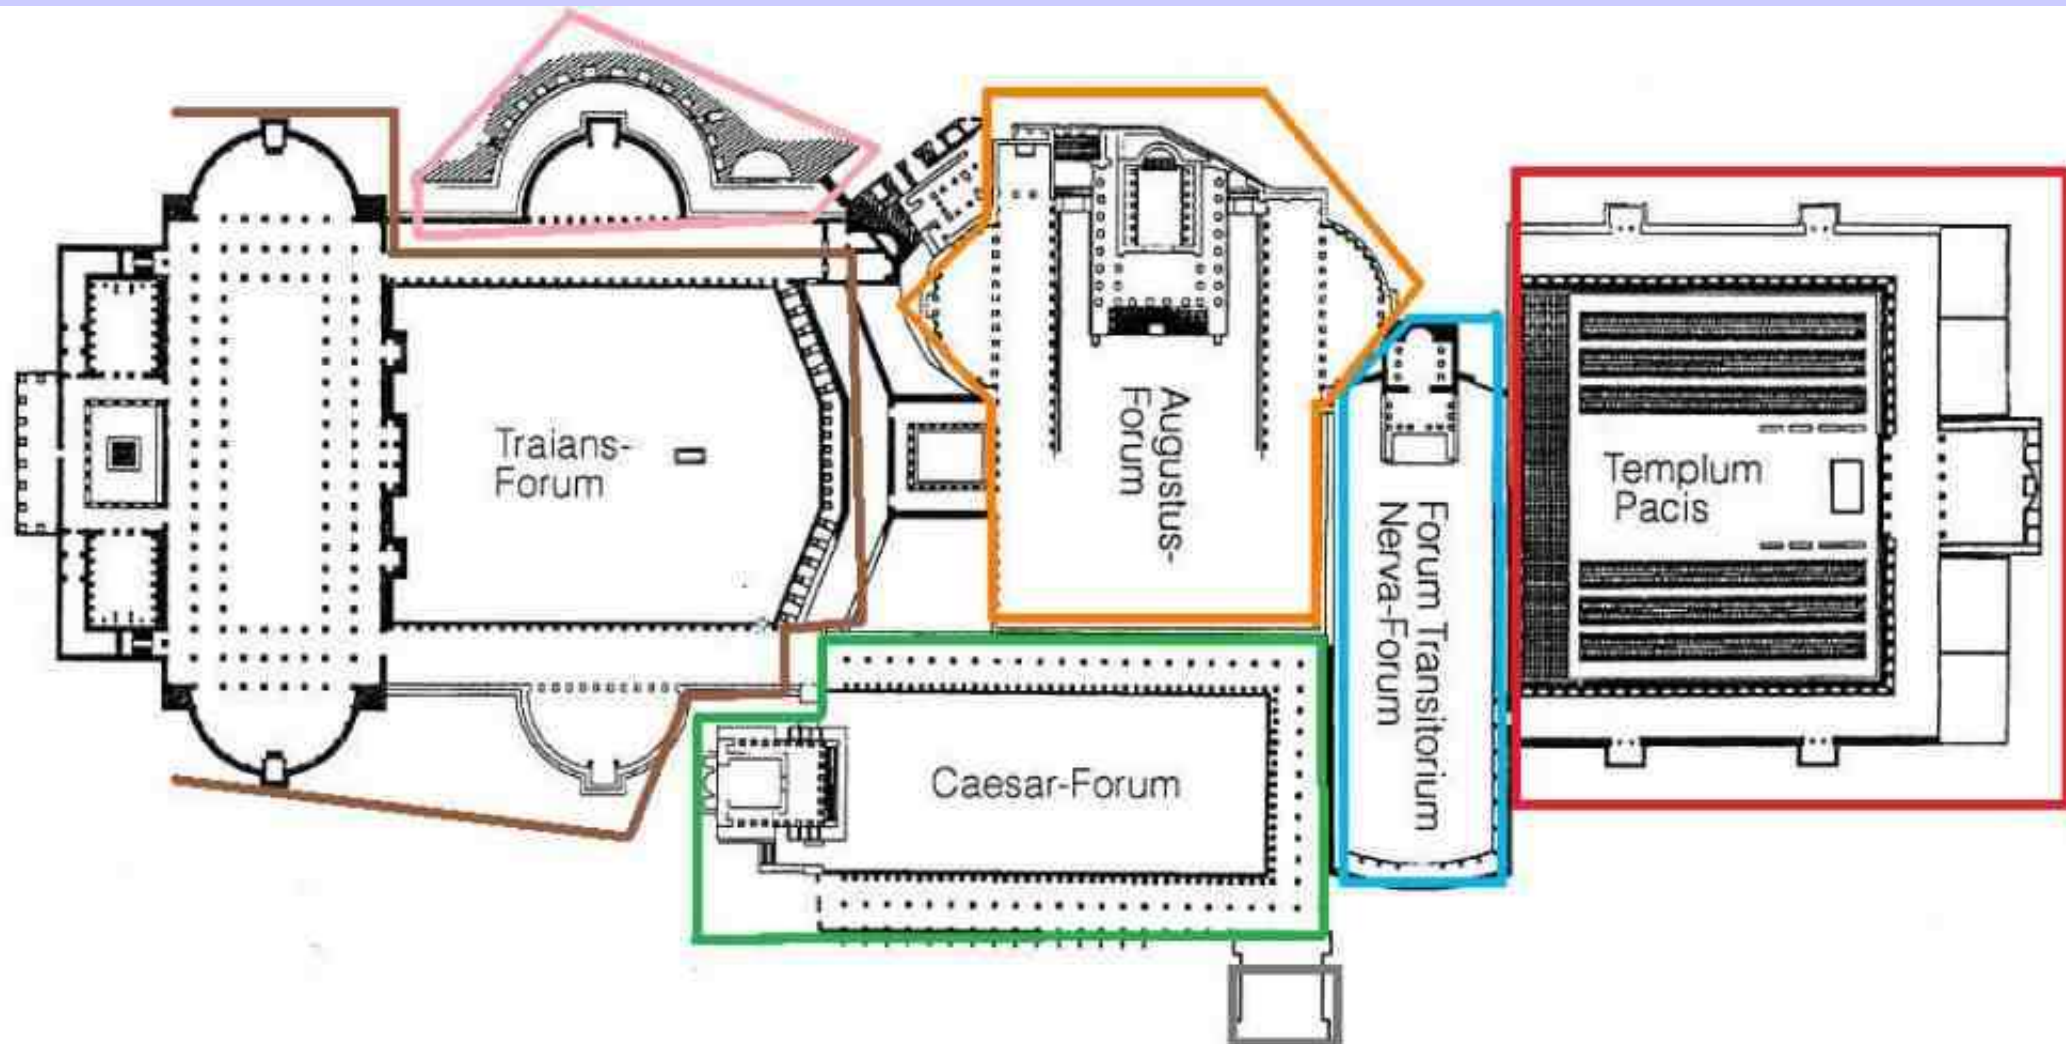 Traians-
Forum
Augustus-
Forum
Forum Transitorium
Nerva-Forum
Templum
Pacis
Caesar-Forum